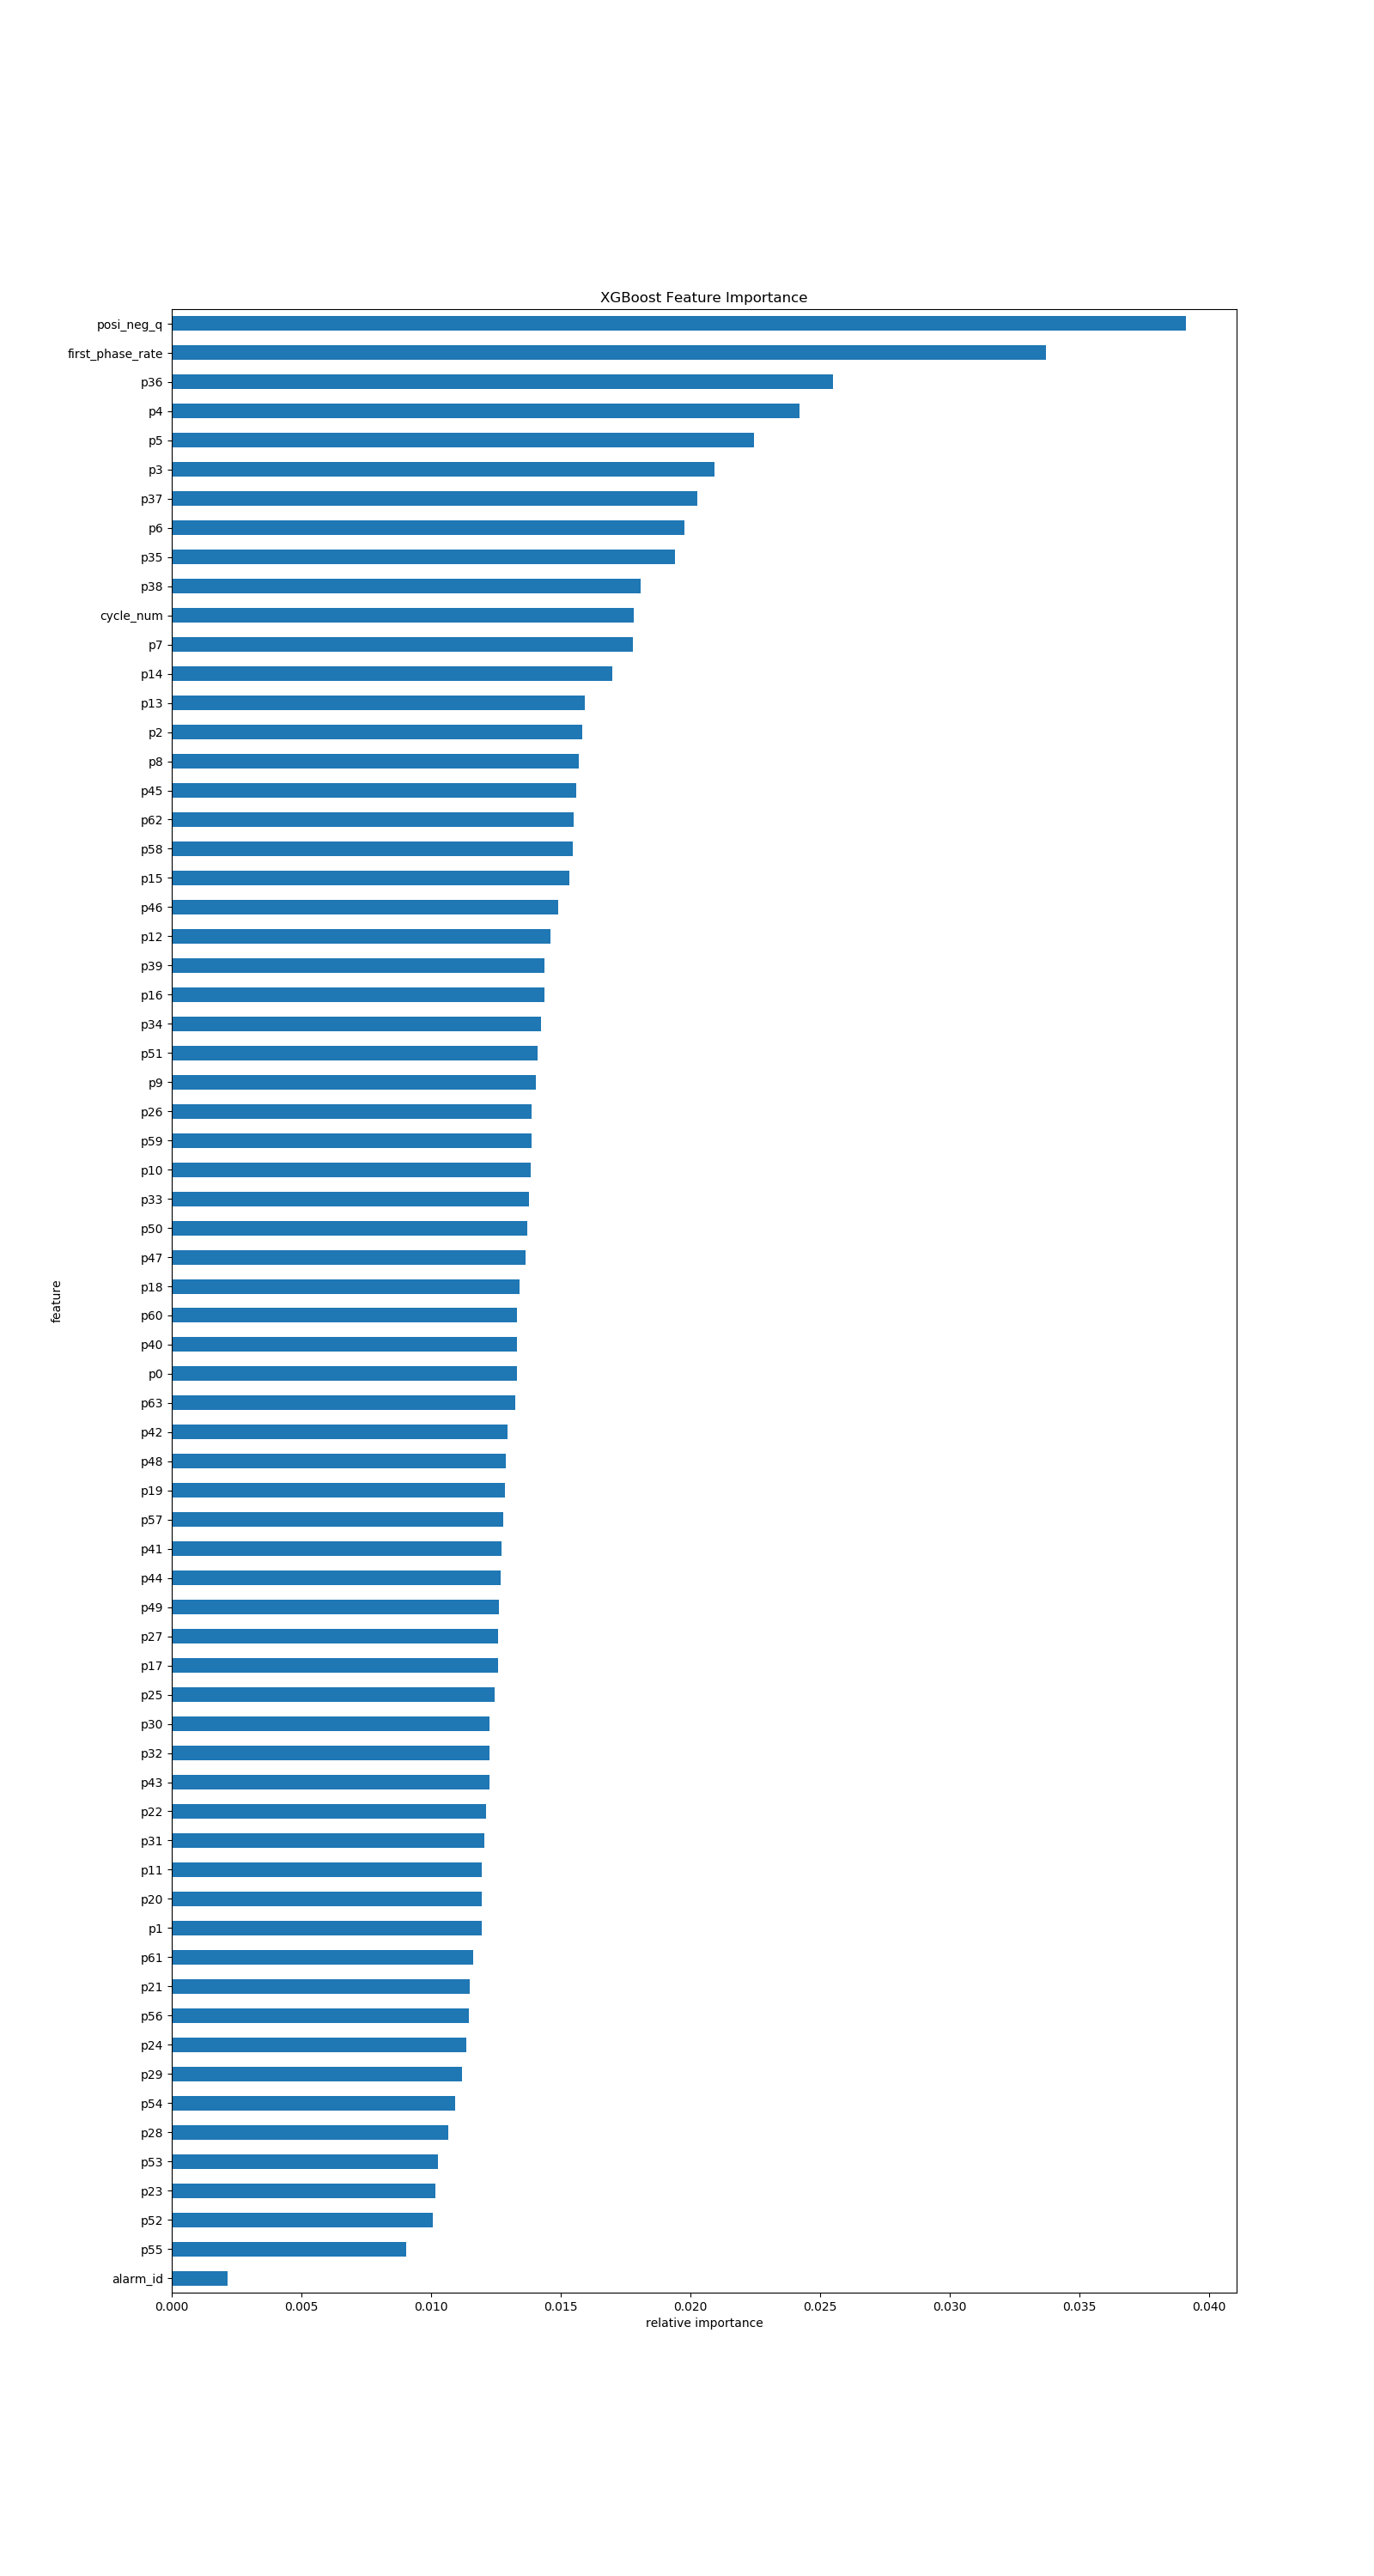 XGBoost Feature Importance
posi_neg_q
first_phase_rate
p36
p4
p5
p3
p37
p6
p35
p38
cycle_num
p7
p14
p13
p2
p8
p45
p62
p58
p15
p46
p12
p39
p16
p34
p51
p9
p26
p59
p10
p33
p50
p47
p18
p60
p40
p0
p63
p42
p48
p19
p57
p41
p44
p49
p27
p17
p25
p30
p32
p43
p22
p31
p11
p20
p1
p61
p21
p56
p24
p29
p54
p28
p53
p23
p52
p55
alarm_id
feature
0.000 0.005 0.010 0.015 0.020 0.025 0.030 0.035 0.040
relative importance